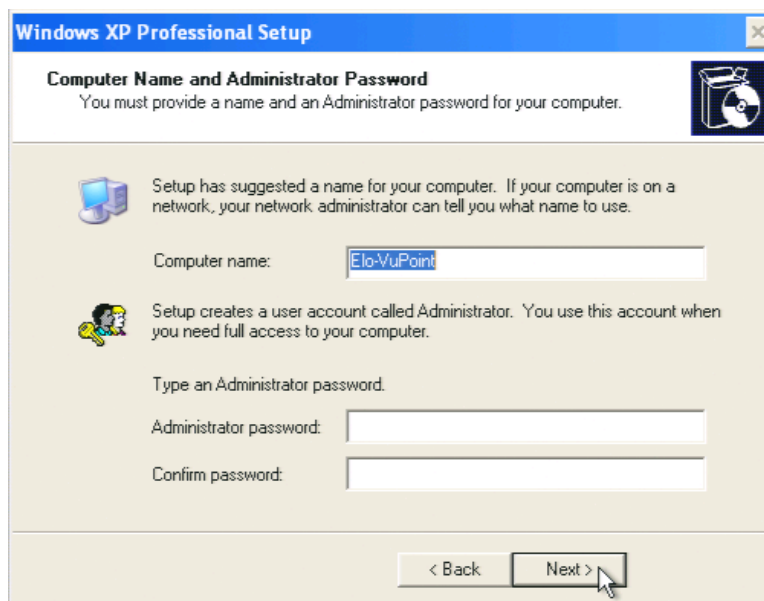 Windows XP Professional Setup
Computer Name and Administrator Password
You must provide a name and an Administrator password for your computer.
Setup has suggested a name for your computer.  If your computer is on a
network, your network administrator can tell you what name to use.
Computer name: Elo-VuPoint
Setup creates a user account called Administrator.  You use this account when
you need full access to your computer.
Type an Administrator password.
Administrator password:
Confirm password:
< Back Next >